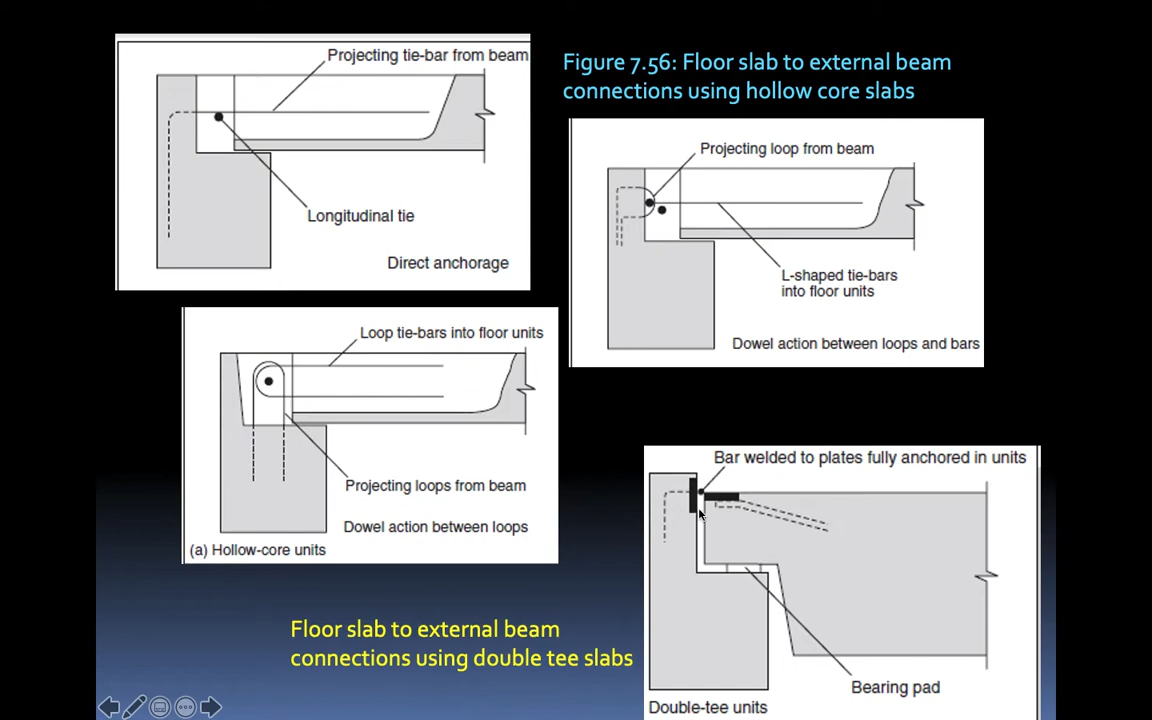 Projecting tie-bar from beam
Longitudinal tie
Direct anchorage
Figure 7.56: Floor slab to external beam
connections using hollow core slabs
Projecting loop from beam
L-shaped tie-bars
into floor units
Dowel action between loops and bars
Loop tie-bars into floor units
Projecting loops from beam
Dowel action between loops
(a) Hollow-core units
Floor slab to external beam
connections using double tee slabs
Bar welded to plates fully anchored in units
Bearing pad
Double-tee units